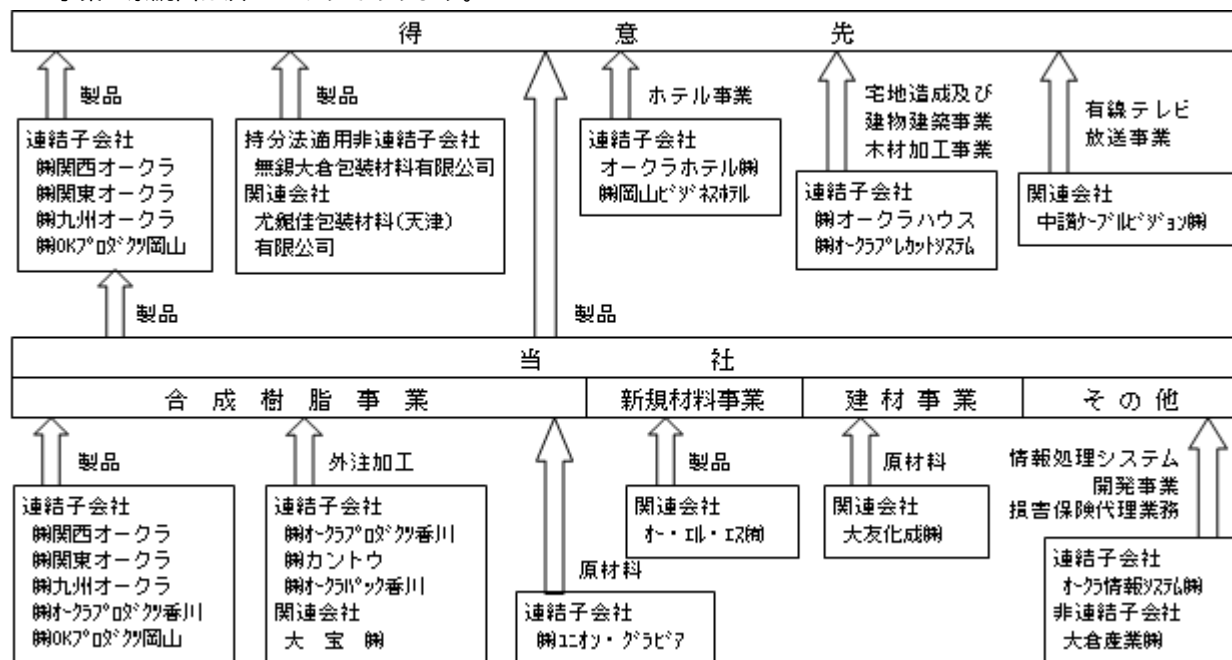 得意先
製品
製品
ホテル事業
宅地造成及び
建物建築事業
木材加工事業
有線テレビ
放送事業
連結子会社
㈱関西オークラ
㈱関東オークラ
㈱九州オークラ
㈱OKプロダクツ岡山
持分法適用非連結子会社
無錫大倉包装材料有限公司
関連会社
尤妮佳包装材料(天津)
有限公司
連結子会社
オークラホテル㈱
㈱岡山ビジネスホテル
連結子会社
㈱オークラハウス
㈱オークラプレカットシステム
関連会社
中讃ケーブルビジョン㈱
製品
製品
当社
合成樹脂事業
新規材料事業
建材事業
その他
製品
外注加工
原材料
製品
原材料
情報処理システム
開発事業
損害保険代理業務
連結子会社
㈱関西オークラ
㈱関東オークラ
㈱九州オークラ
㈱オークラプロダクツ香川
㈱OKプロダクツ岡山
連結子会社
㈱オークラプロダクツ香川
㈱カントウ
㈱オークラパック香川
関連会社
大宝㈱
連結子会社
㈱ユニオン・グラビア
関連会社
オー・エル・エス㈲
関連会社
大友化成㈱
連結子会社
オークラ情報システム㈱
非連結子会社
大倉産業㈱